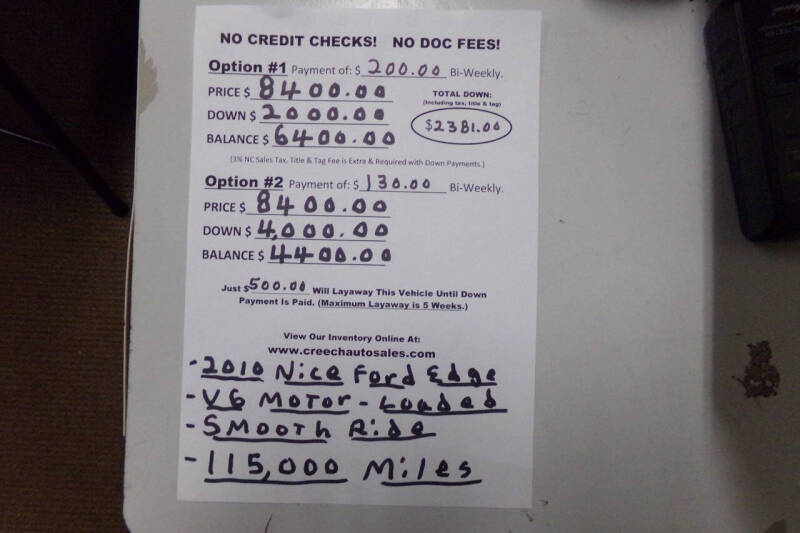 NO CREDIT CHECKS! NO DOC FEES!
Option #1 Payment of: $ 200.00 Bi-Weekly.
PRICE $ 8400.00
DOWN $ 2000.00
BALANCE $ 6400.00
TOTAL DOWN:
(Including tax, title & tag)
$2381.00
(3% NC Sales Tax, Title & Tag Fee is Extra & Required with Down Payments.)
Option #2 Payment of: $ 130.00 Bi-Weekly.
PRICE $ 8400.00
DOWN $ 4,000.00
BALANCE $ 4400.00
Just $500.00 Will Layaway This Vehicle Until Down
Payment Is Paid. (Maximum Layaway is 5 Weeks.)
View Our Inventory Online At:
www.creechautosales.com
- 2010 Nice Ford Edge
- V6 Motor - Loaded
- Smooth Ride
- 115,000 Miles